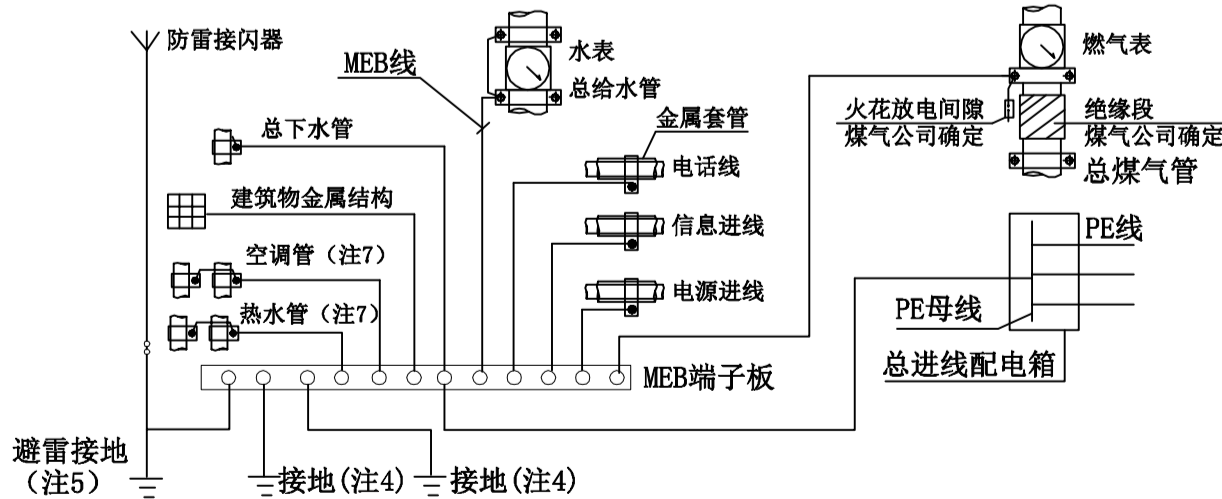 防雷接闪器
水表
总给水管
MEB线
燃气表
火花放电间隙
煤气公司确定
绝缘段
煤气公司确定
总煤气管
总下水管
金属套管
电话线
建筑物金属结构
信息进线
空调管（注7）
电源进线
热水管（注7）
PE线
PE母线
总进线配电箱
MEB端子板
避雷接地
（注5）
接地(注4)
接地(注4)